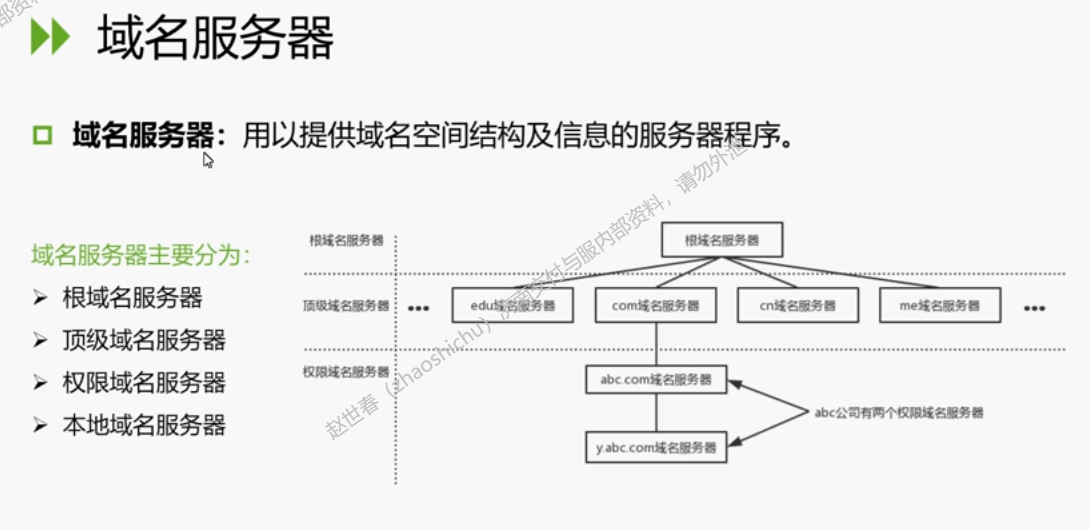 域名服务器
域名服务器：用以提供域名空间结构及信息的服务器程序。
域名服务器主要分为：
根域名服务器
顶级域名服务器
权限域名服务器
本地域名服务器
根域名服务器
根域名服务器
顶级域名服务器
edu域名服务器
com域名服务器
cn域名服务器
me域名服务器
权限域名服务器
abc.com域名服务器
abc公司有两个权限域名服务器
y.abc.com域名服务器
赵世春（zhaoshichu）济南交付与服内部资料，请勿外泄
部资料